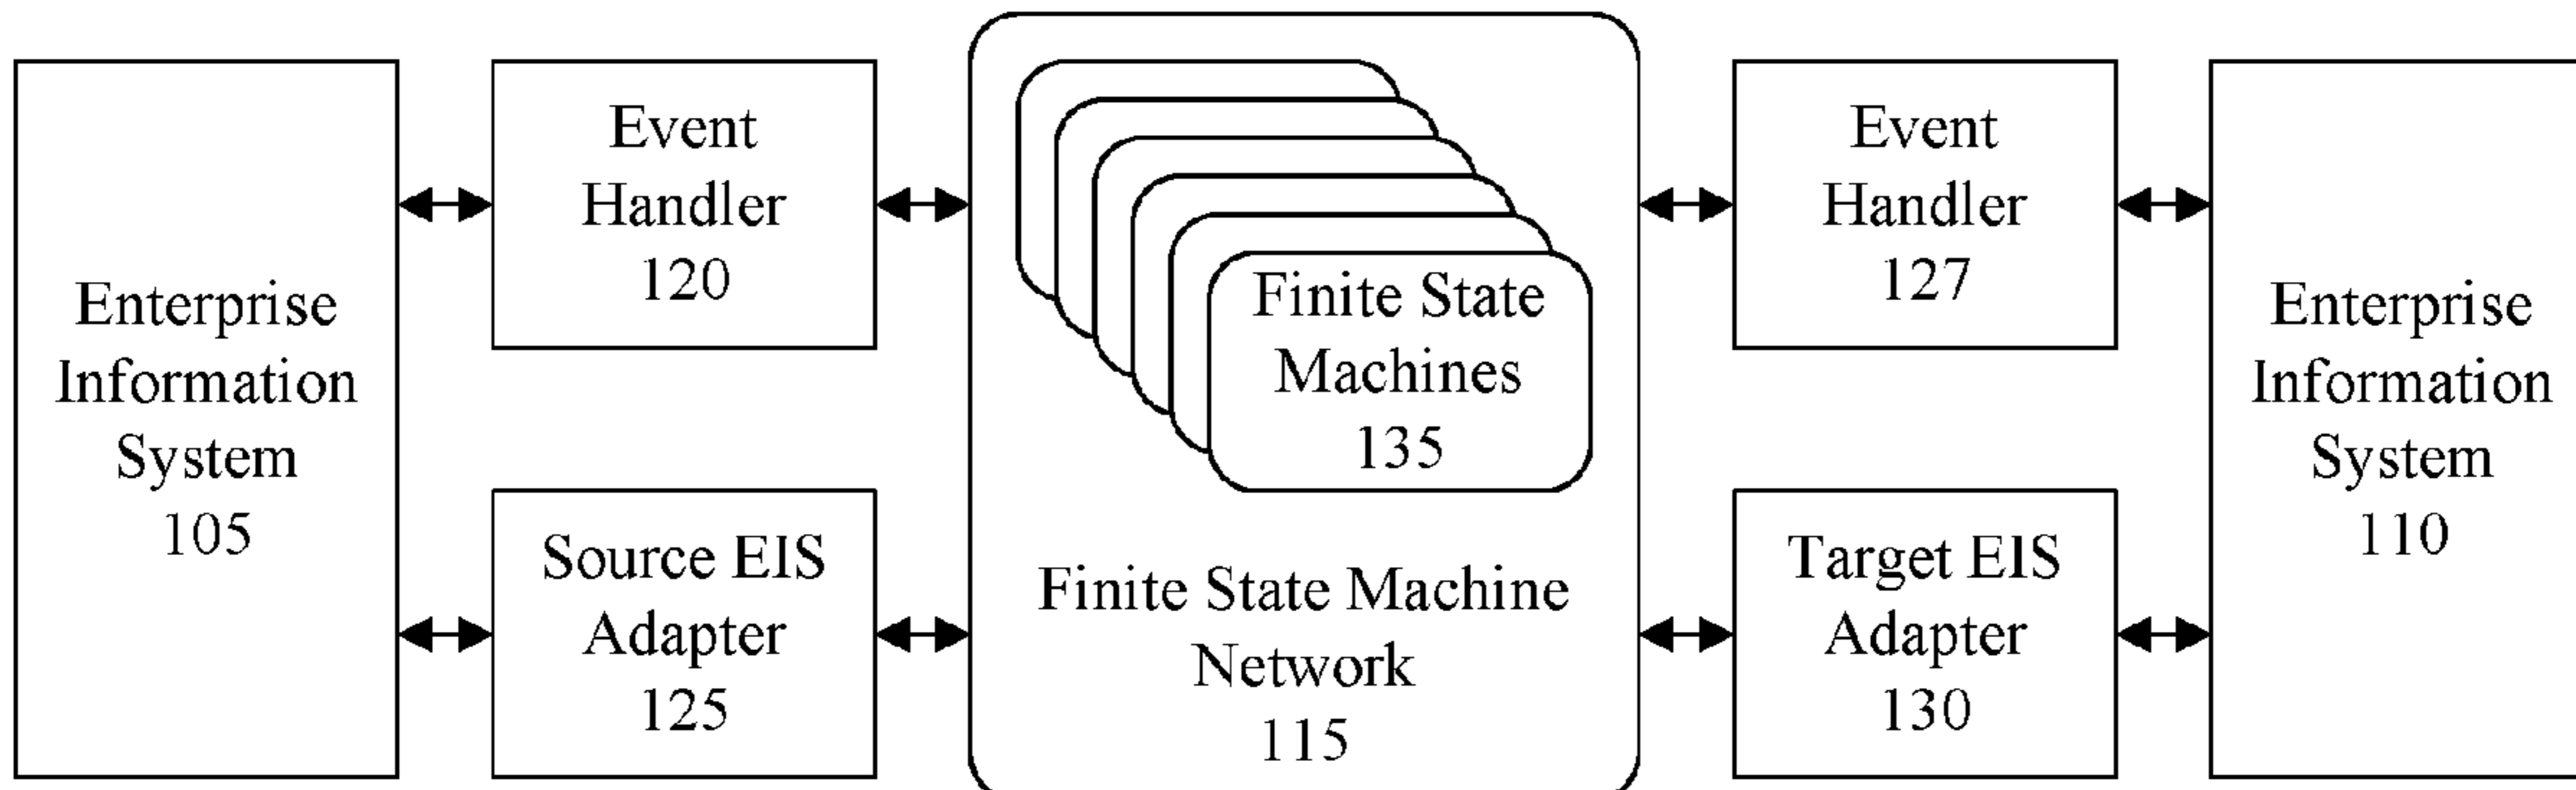 Enterprise
Information
System
105
Event
Handler
120
Source EIS
Adapter
125
Finite State
Machines
135
Finite State Machine
Network
115
Event
Handler
127
Target EIS
Adapter
130
Enterprise
Information
System
110